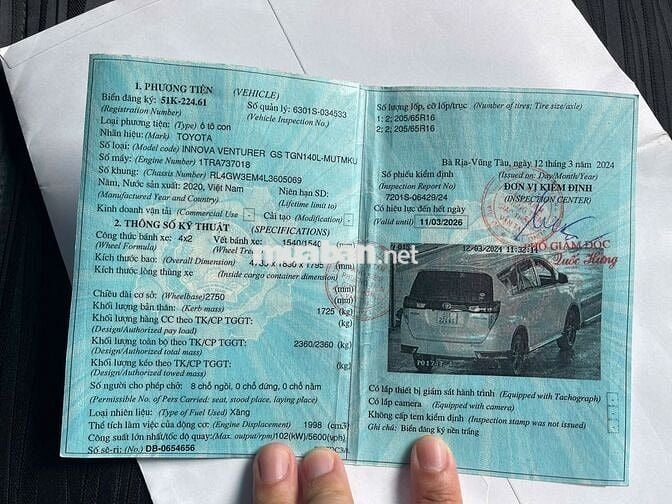 1. PHƯƠNG TIỆN (VEHICLE)
Biển đăng ký: 51K-224.61 Số quản lý: 6301S-034533
(Registration Number) (Vehicle Inspection No.)
Loại phương tiện: (Type) ô tô con
Nhãn hiệu: (Mark) TOYOTA
Số loại: (Model code) INNOVA VENTURER GS TGN140L-MUTMKU
Số máy: (Engine Number) 1TRA737018
Số khung: (Chassis Number) RL4GW3EM4L3605069
Năm, Nước sản xuất: 2020, Việt Nam Niên hạn SD:
(Manufactured Year and Country) (Lifetime limit to)
Kinh doanh vận tải (Commercial Use) - Cải tạo (Modification) -
2. THÔNG SỐ KỸ THUẬT (SPECIFICATIONS)
Công thức bánh xe: 4x2 Vết bánh xe: 1540/1540
(Wheel Formula) (Wheel
Kích thước bao: (Overall Dimension) 1795
Kích thước lòng thùng xe (Inside cargo container dimension)
(mm)
Chiều dài cơ sở: (Wheelbase) 2750 (mm)
Khối lượng bản thân: (Kerb mass) 1725 (kg)
Khối lượng hàng CC theo TK/CP TGGT: (kg)
(Design/Authorized pay load)
Khối lượng toàn bộ theo TK/CP TGGT: 2360/2360 (kg)
(Design/Authorized total mass)
Khối lượng kéo theo TK/CP TGGT: (kg)
(Design/Authorized towed mass)
Số người cho phép chở: 8 chỗ ngồi, 0 chỗ đứng, 0 chỗ nằm
(Permissible No. of Pers Carried: seat, stood place, laying place)
Loại nhiên liệu: (Type of Fuel Used) Xăng
Thể tích làm việc của động cơ: (Engine Displacement) 1998 (cm3)
Công suất lớn nhất/tốc độ quay: (Max. output/rpm) 102(kW)/5600(vph)
Số sê-ri: (No.) DB-0654656
Số lượng lốp, cỡ lốp/trục (Number of tires; Tire size/axle)
1; 2; 205/65R16
2; 2; 205/65R16
Bà Rịa-Vũng Tàu, ngày 12 tháng 3 năm 2024
Số phiếu kiểm định (Issued on: Day/Month/Year)
(Inspection Report No) ĐƠN VỊ KIỂM ĐỊNH
7201S-06429/24 (INSPECTION CENTER)
Có hiệu lực đến hết ngày
(Valid until) 11/03/2026
PHÓ GIÁM ĐỐC
Quốc Hùng
muaban.net
12/03/2024 11:32:11
Có lắp thiết bị giám sát hành trình (Equipped with Tachograph) -
Có lắp camera (Equipped with camera) -
Không cấp tem kiểm định (Inspection stamp was not issued) -
Ghi chú: Biển đăng ký nền trắng